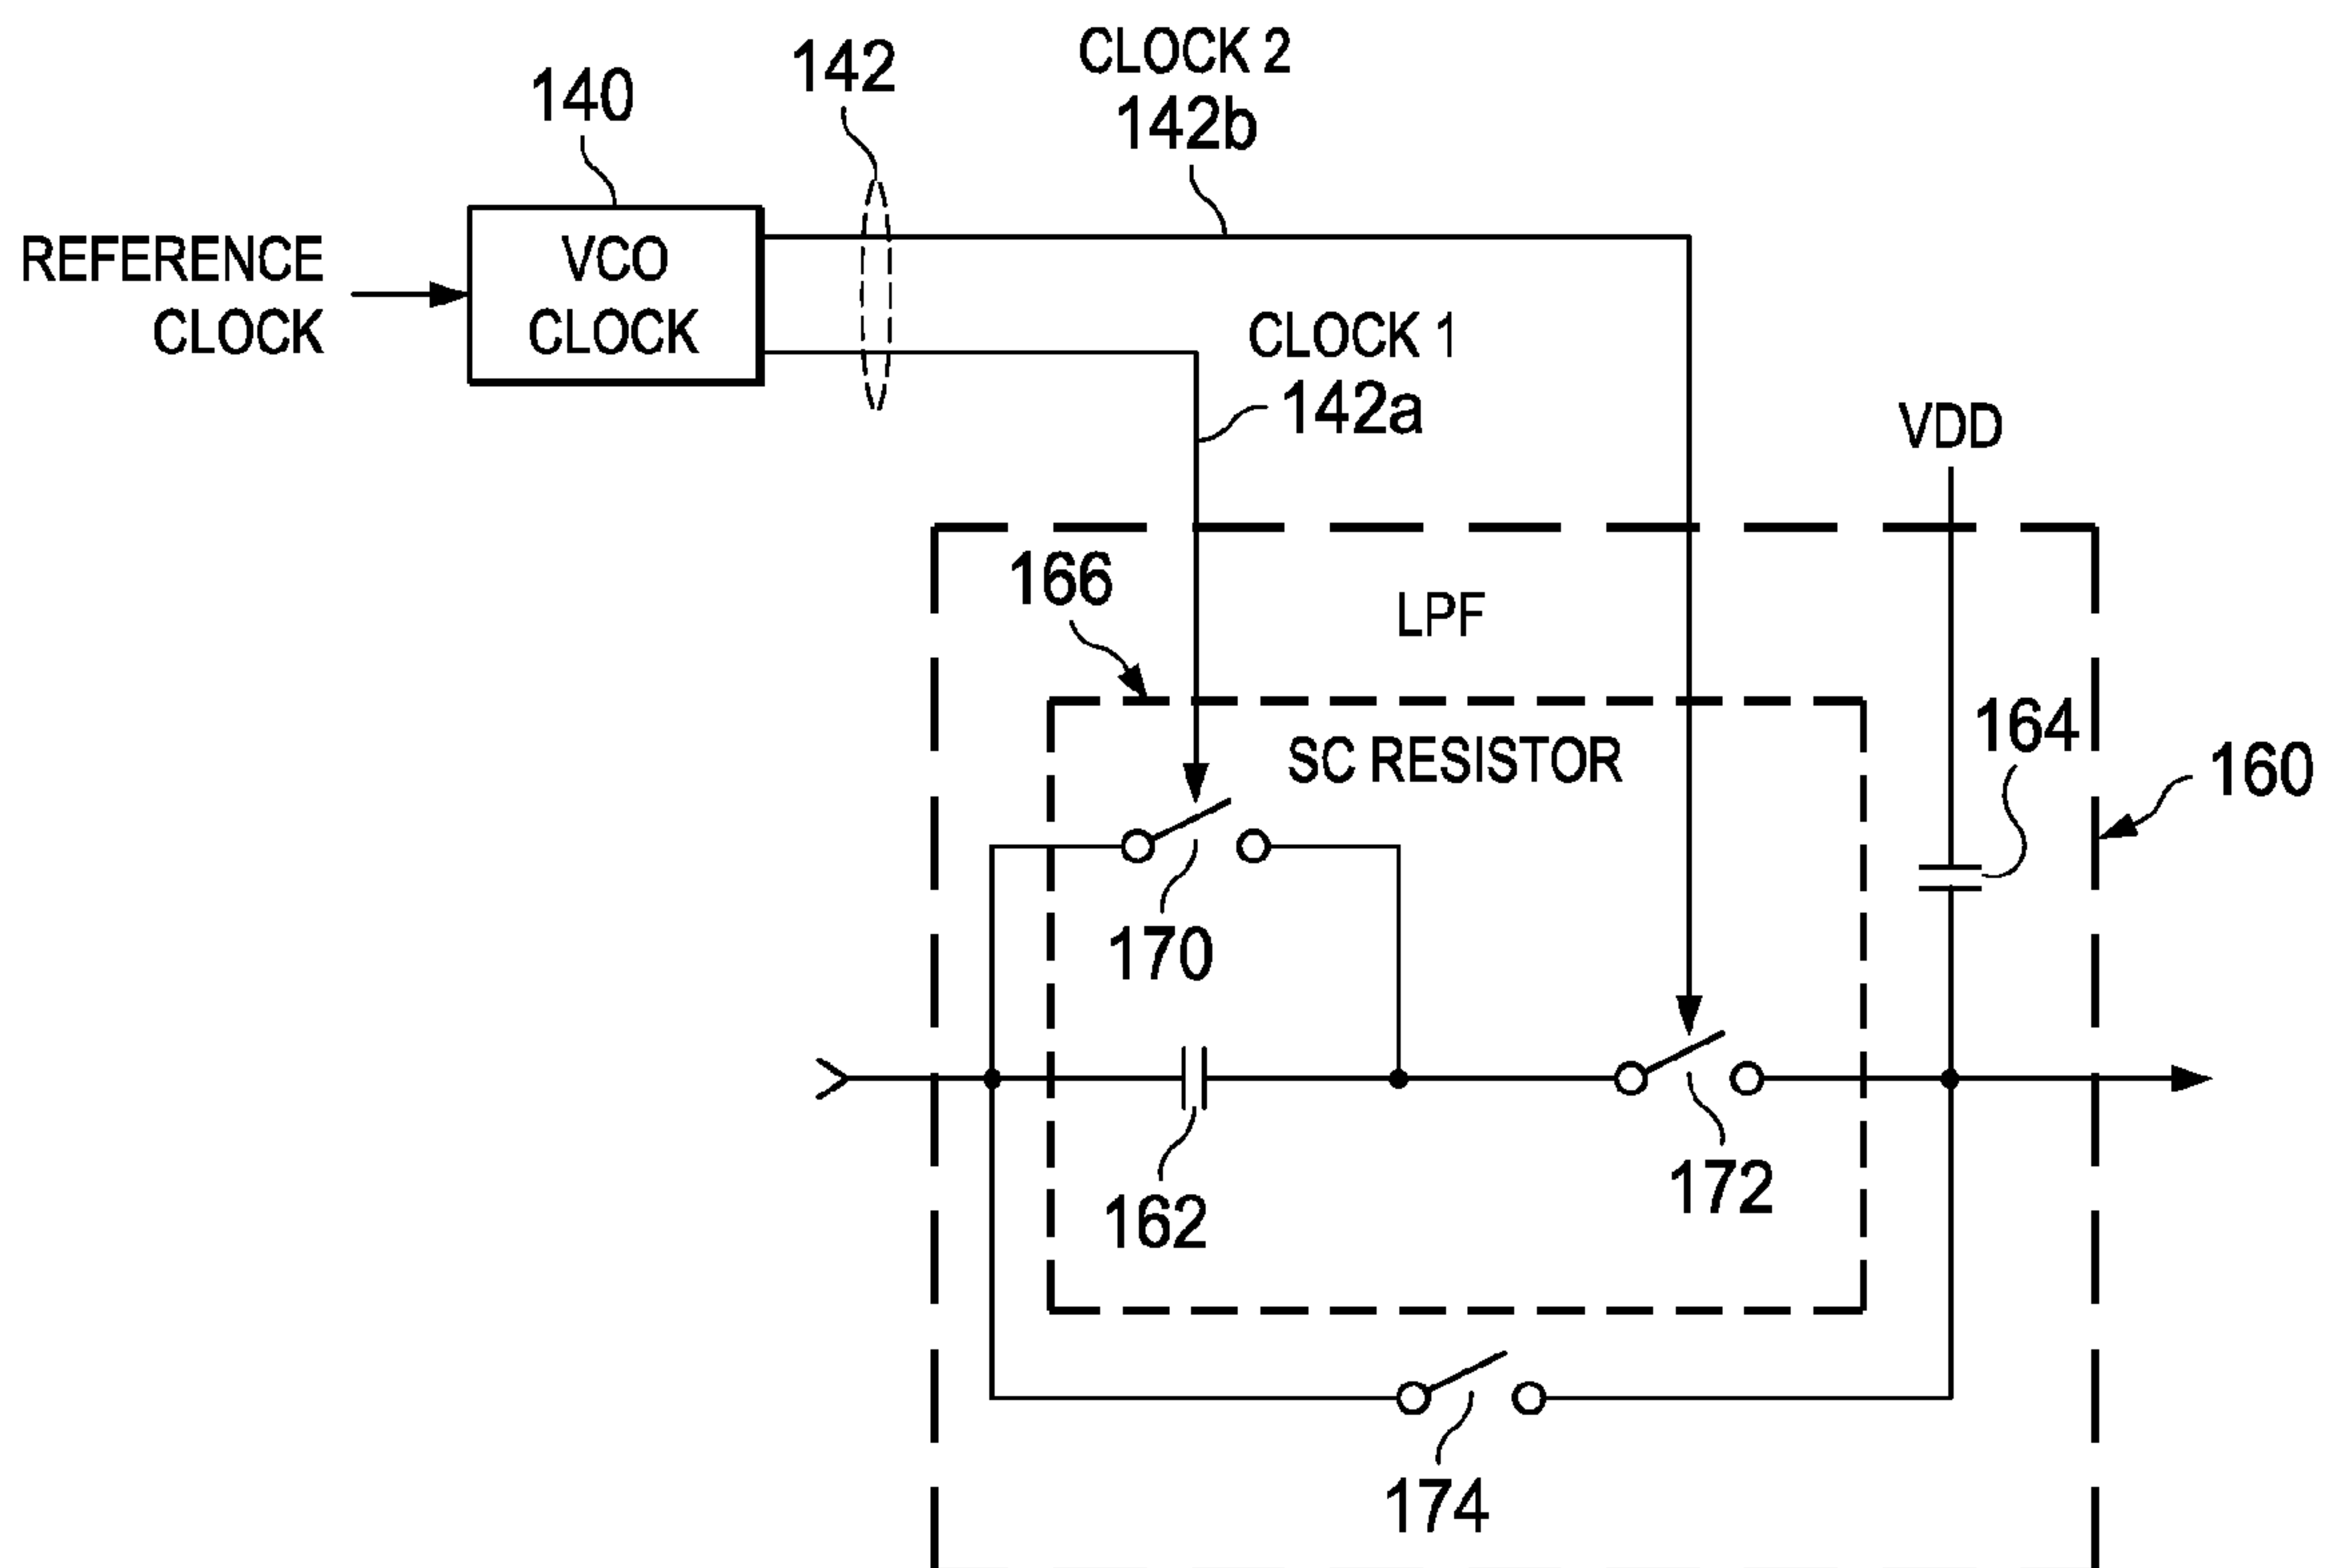 CLOCK 2
142
142b
140
REFERENCE
CLOCK
VCO
CLOCK
CLOCK 1
142a
VDD
166
LPF
164
SC RESISTOR
160
170
172
162
174